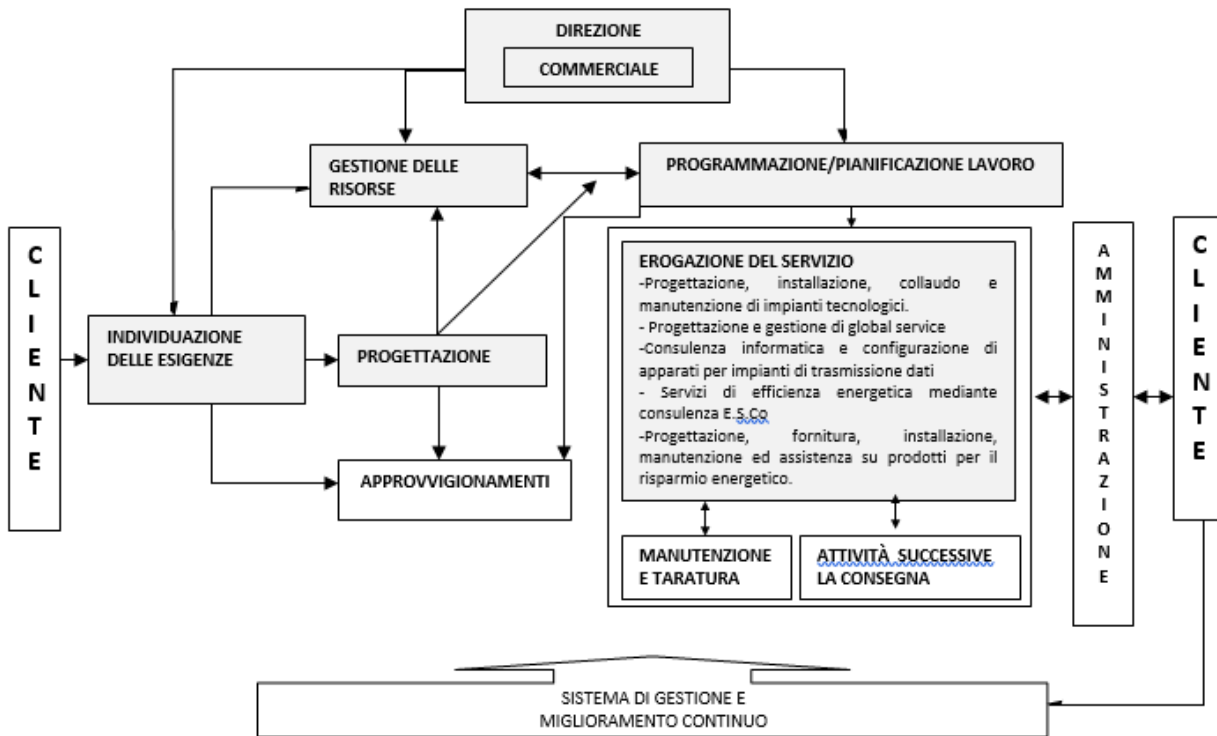 DIREZIONE
COMMERCIALE
GESTIONE DELLE
RISORSE
PROGRAMMAZIONE/PIANIFICAZIONE LAVORO
CLIENTE
INDIVIDUAZIONE
DELLE ESIGENZE
PROGETTAZIONE
APPROVVIGIONAMENTI
EROGAZIONE DEL SERVIZIO
-Progettazione, installazione, collaudo e
manutenzione di impianti tecnologici.
- Progettazione e gestione di global service
-Consulenza informatica e configurazione di
apparati per impianti di trasmissione dati
- Servizi di efficienza energetica mediante
consulenza E.S.Co
-Progettazione, fornitura, installazione,
manutenzione ed assistenza su prodotti per il
risparmio energetico.
MANUTENZIONE
E TARATURA
ATTIVITÀ SUCCESSIVE
LA CONSEGNA
AMMINISTRAZIONE
CLIENTE
SISTEMA DI GESTIONE E
MIGLIORAMENTO CONTINUO